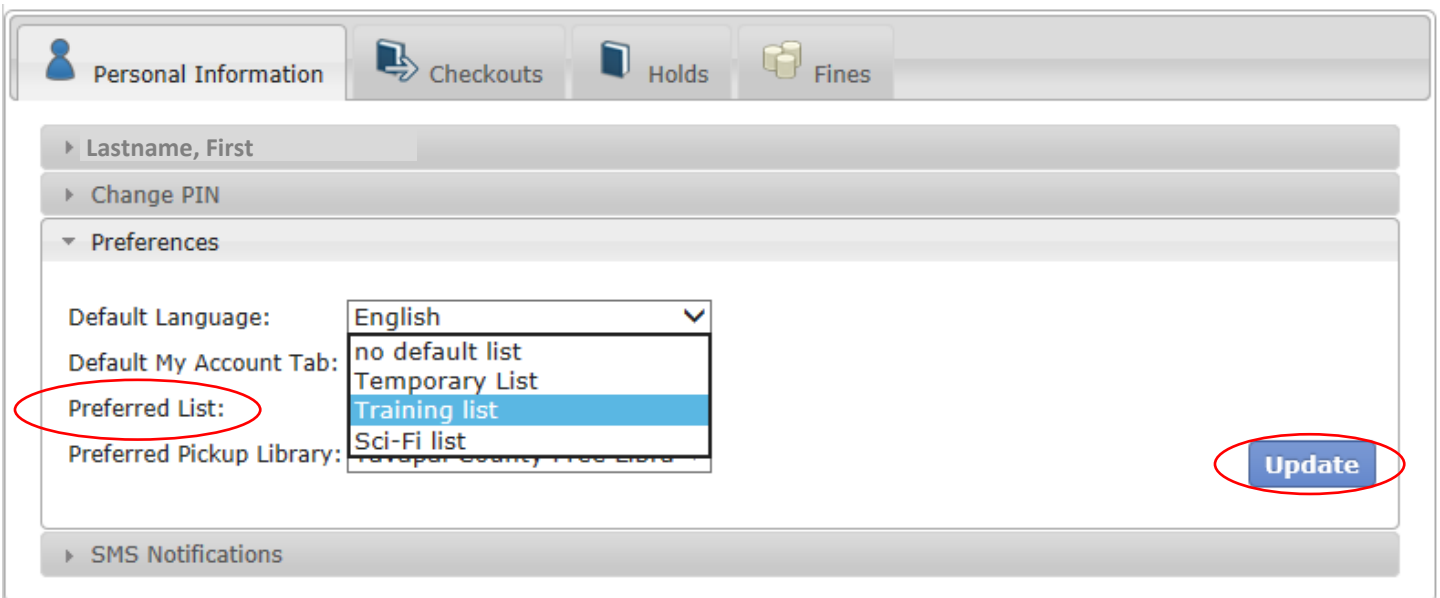 Personal Information Checkouts Holds Fines
Lastname, First
Change PIN
Preferences
Default Language: English
no default list
Default My Account Tab:
Temporary List
Preferred List: Training list
Sci-Fi list
Preferred Pickup Library:
Update
SMS Notifications